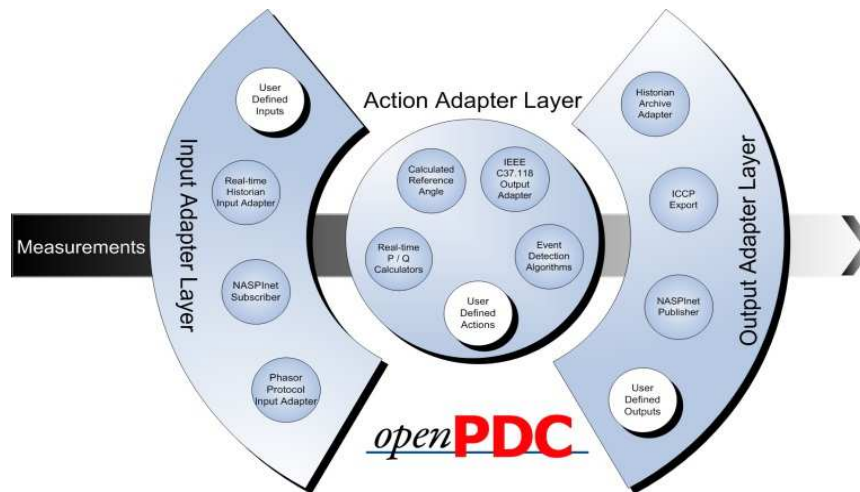 User
Defined
Inputs
Real-time
Historian
Input Adapter
NASPInet
Subscriber
Phasor
Protocol
Input Adapter
Input Adapter Layer
Measurements
Action Adapter Layer
Calculated
Reference
Angle
IEEE
C37.118
Output
Adapter
Real-time
P / Q
Calculators
Event
Detection
Algorithms
User
Defined
Actions
Historian
Archive
Adapter
ICCP
Export
NASPInet
Publisher
User
Defined
Outputs
Output Adapter Layer
openPDC